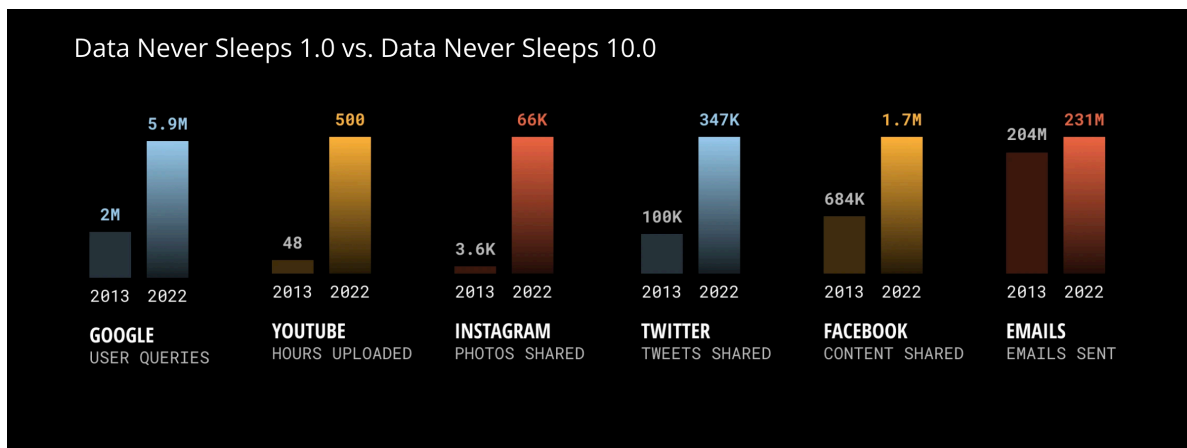 Data Never Sleeps 1.0 vs. Data Never Sleeps 10.0
5.9M
2M
2013 2022
GOOGLE
USER QUERIES
500
48
2013 2022
YOUTUBE
HOURS UPLOADED
66K
3.6K
2013 2022
INSTAGRAM
PHOTOS SHARED
347K
100K
2013 2022
TWITTER
TWEETS SHARED
1.7M
684K
2013 2022
FACEBOOK
CONTENT SHARED
231M
204M
2013 2022
EMAILS
EMAILS SENT